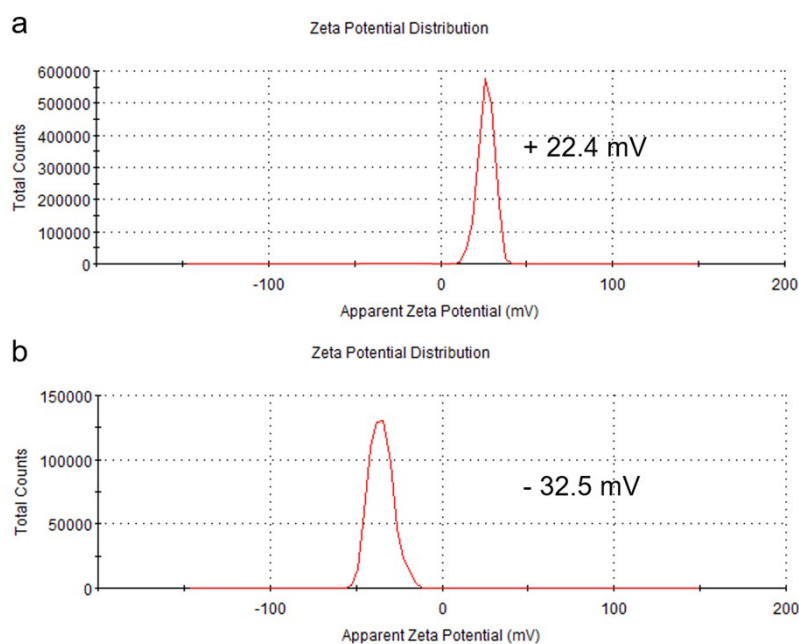 a
Zeta Potential Distribution
600000
500000
400000
300000
200000
100000
0
Total Counts
+ 22.4 mV
-100 0 100 200
Apparent Zeta Potential (mV)
b
Zeta Potential Distribution
150000
100000
50000
0
Total Counts
- 32.5 mV
-100 0 100 200
Apparent Zeta Potential (mV)